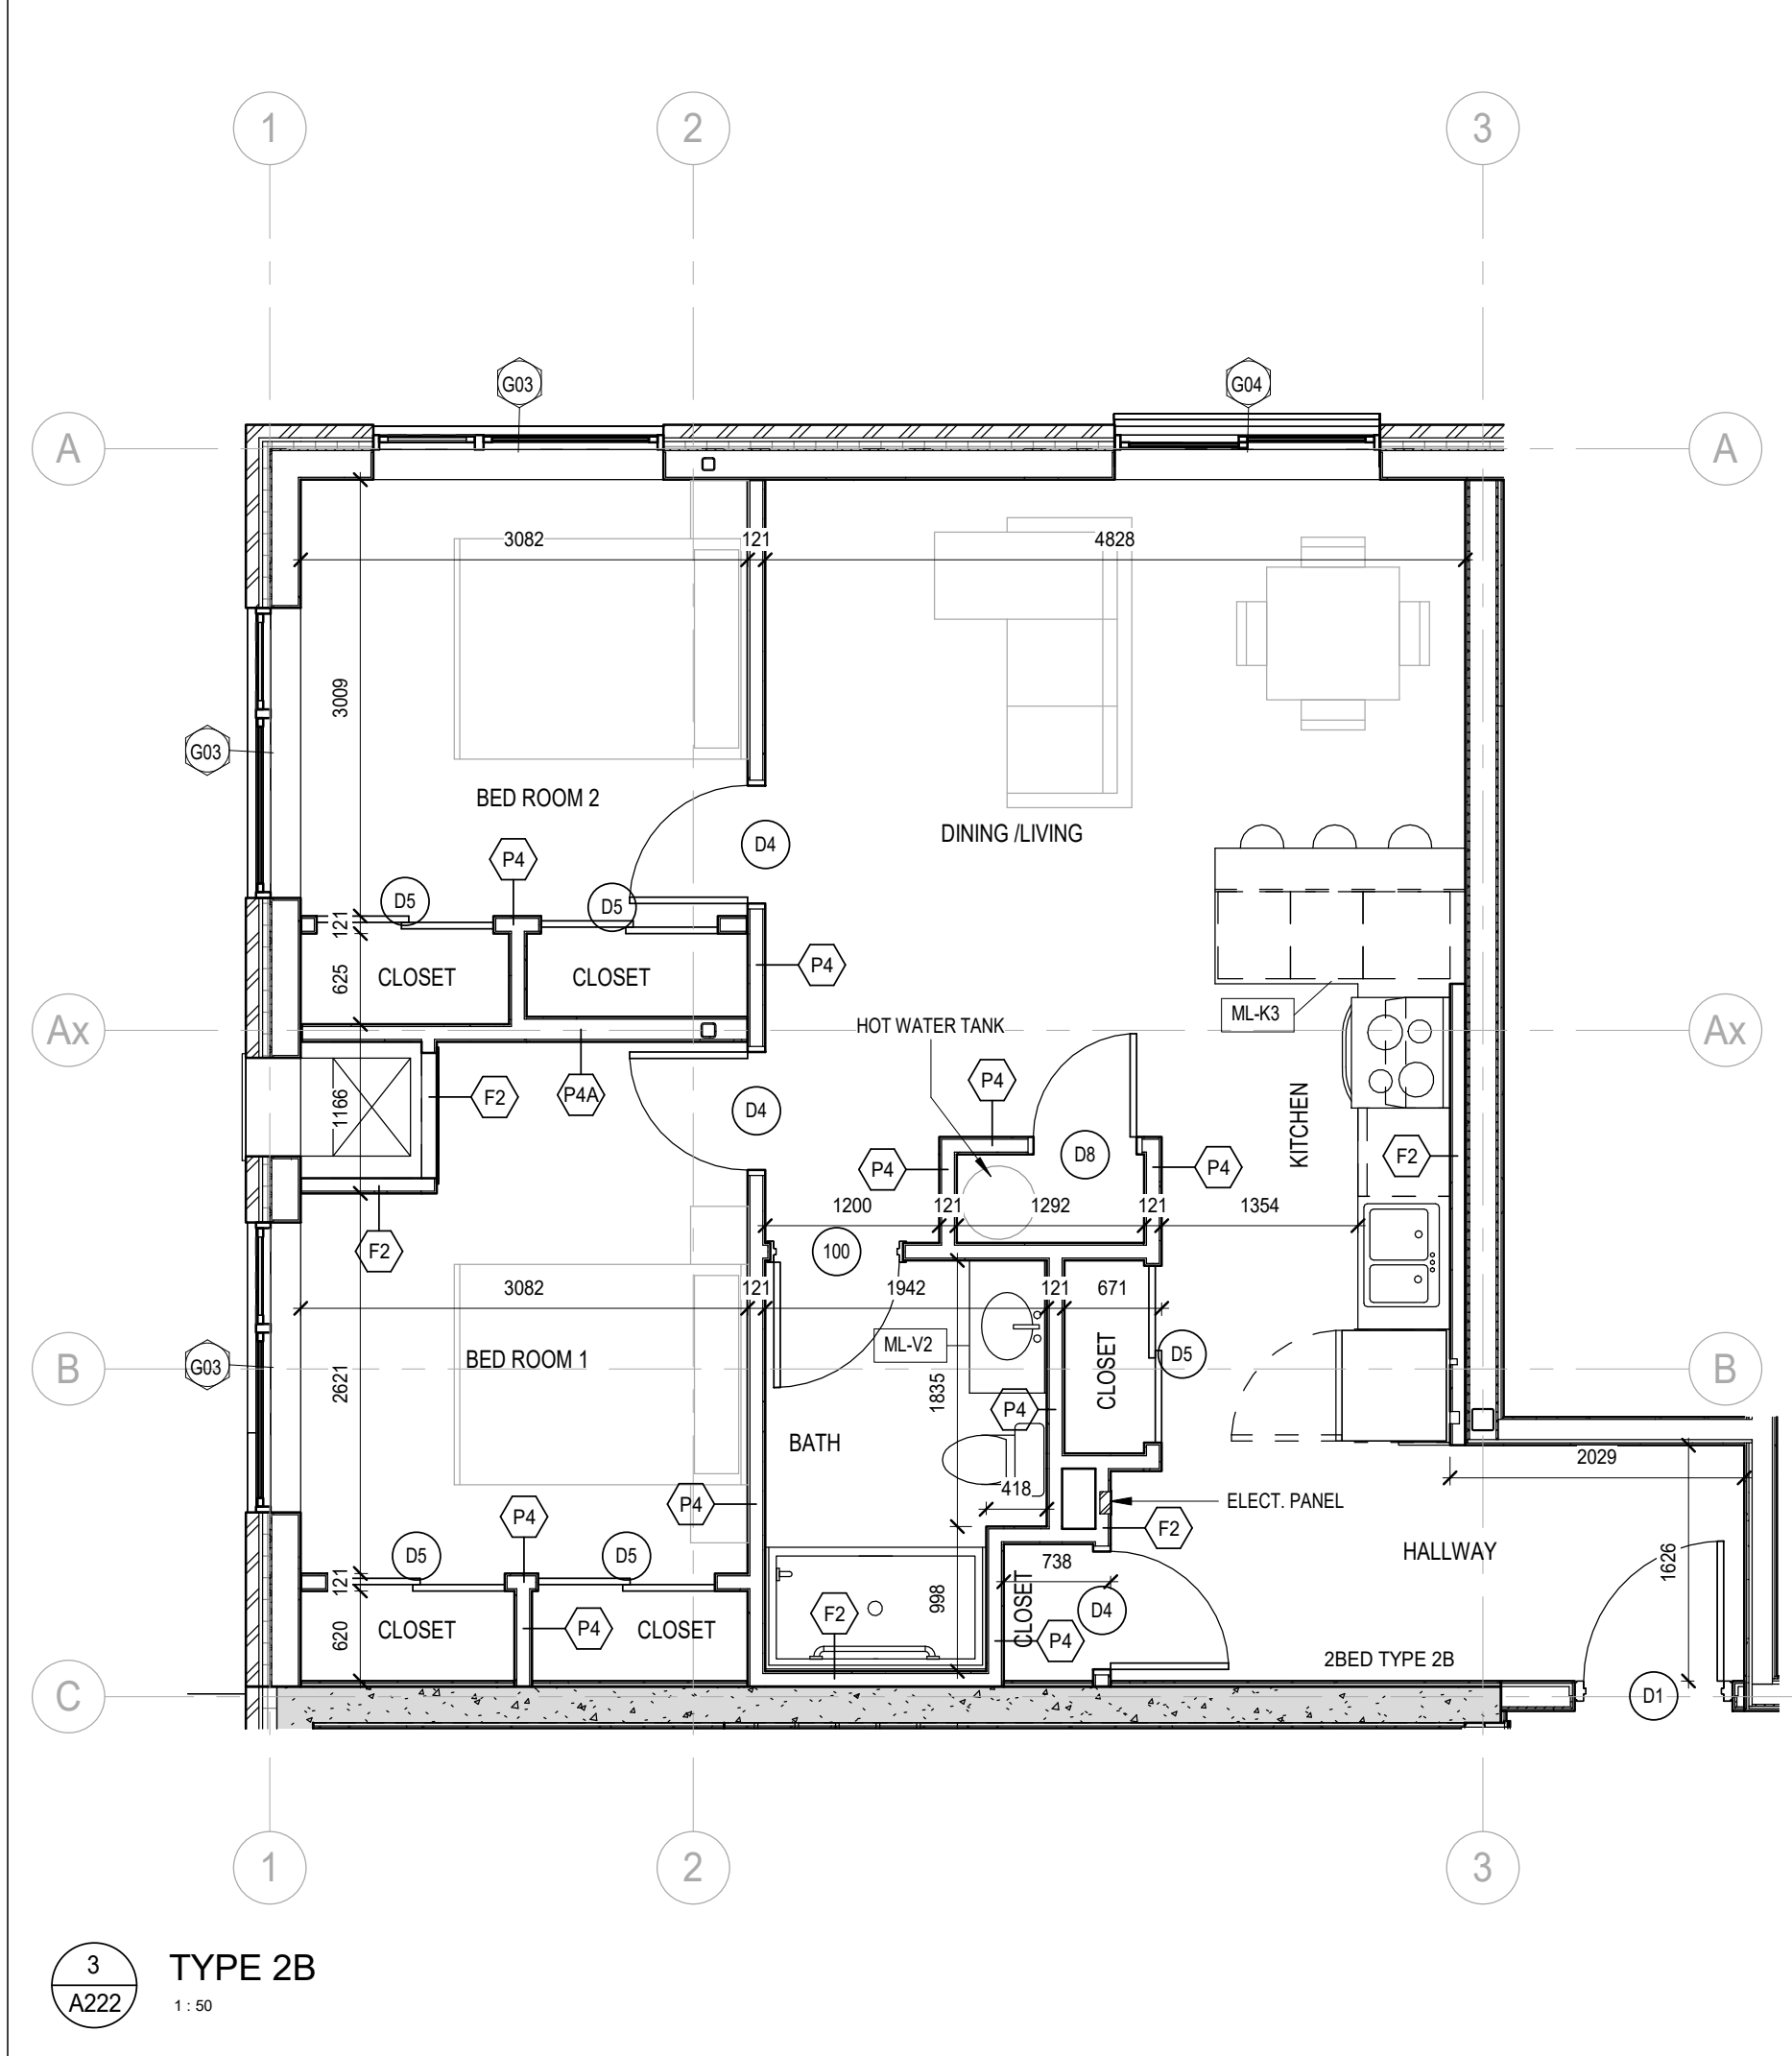 1
2
3
G03
G04
A
A
3082
121
4828
3009
G03
BED ROOM 2
DINING /LIVING
D4
P4
D5
D5
121
625
CLOSET
CLOSET
P4
ML-K3
HOT WATER TANK
Ax
Ax
1166
F2
P4A
D4
P4
KITCHEN
D8
F2
P4
P4
1200
121
1292
121
1354
F2
100
3082
121
1942
121
671
BED ROOM 1
ML-V2
CLOSET
D5
G03
B
B
2621
1835
P4
BATH
2029
418
P4
P4
ELECT. PANEL
F2
D5
D5
738
HALLWAY
1626
121
998
CLOSET
D4
620
CLOSET
P4
CLOSET
F2
P4
2BED TYPE 2B
C
D1
1
2
3
3
A222
TYPE 2B
1 : 50